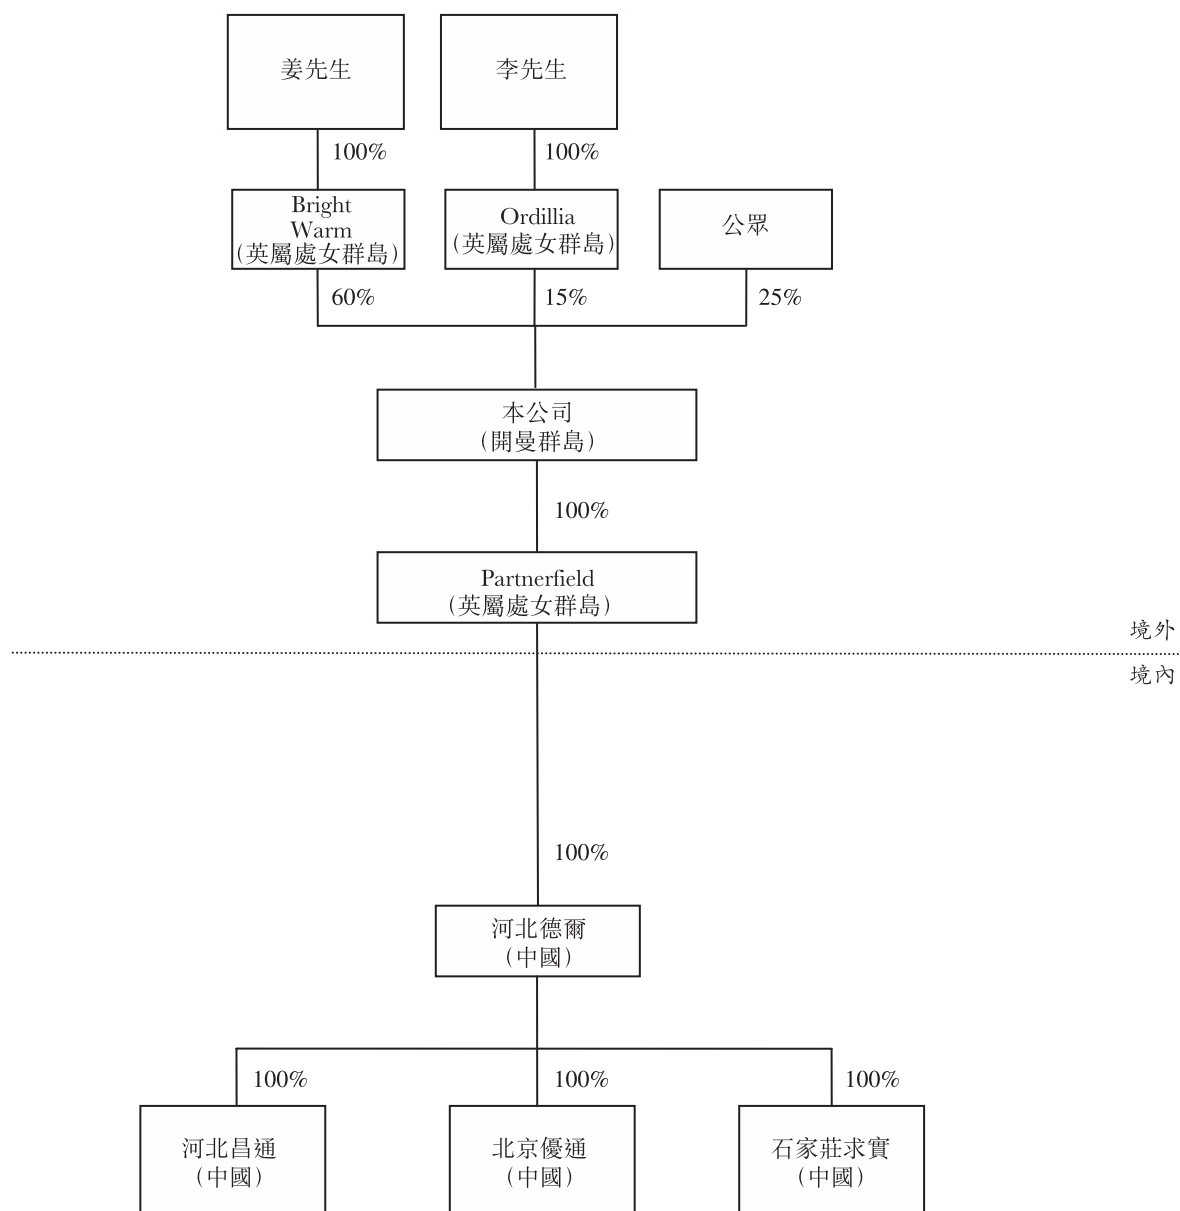 姜先生
李先生
100%
100%
Bright
Warm
(英屬處女群島)
Ordillia
(英屬處女群島)
公眾
60%
15%
25%
本公司
(開曼群島)
100%
Partnerfield
(英屬處女群島)
境外
境內
100%
河北德爾
(中國)
100%
100%
100%
河北昌通
(中國)
北京優通
(中國)
石家莊求實
(中國)